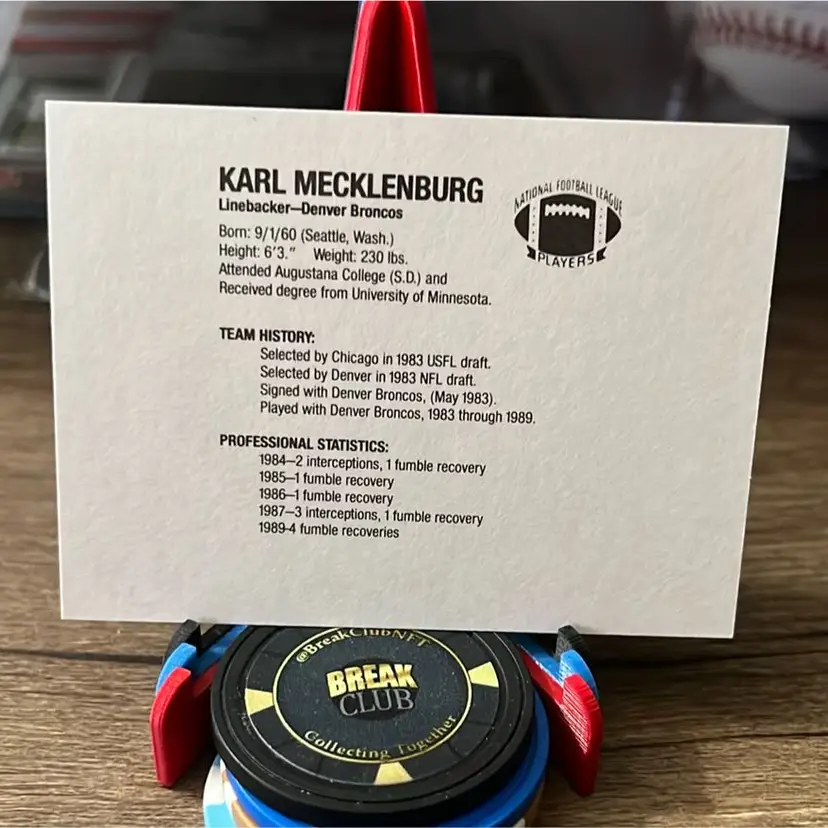 KARL MECKLENBURG
Linebacker—Denver Broncos
Born: 9/1/60 (Seattle, Wash.)
Height: 6'3." Weight: 230 lbs.
Attended Augustana College (S.D.) and
Received degree from University of Minnesota.
NATIONAL FOOTBALL LEAGUE
PLAYERS
TEAM HISTORY:
Selected by Chicago in 1983 USFL draft.
Selected by Denver in 1983 NFL draft.
Signed with Denver Broncos, (May 1983).
Played with Denver Broncos, 1983 through 1989.
PROFESSIONAL STATISTICS:
1984—2 interceptions, 1 fumble recovery
1985—1 fumble recovery
1986—1 fumble recovery
1987—3 interceptions, 1 fumble recovery
1989-4 fumble recoveries
@BreakClubNFT
BREAK
CLUB
Collecting Together